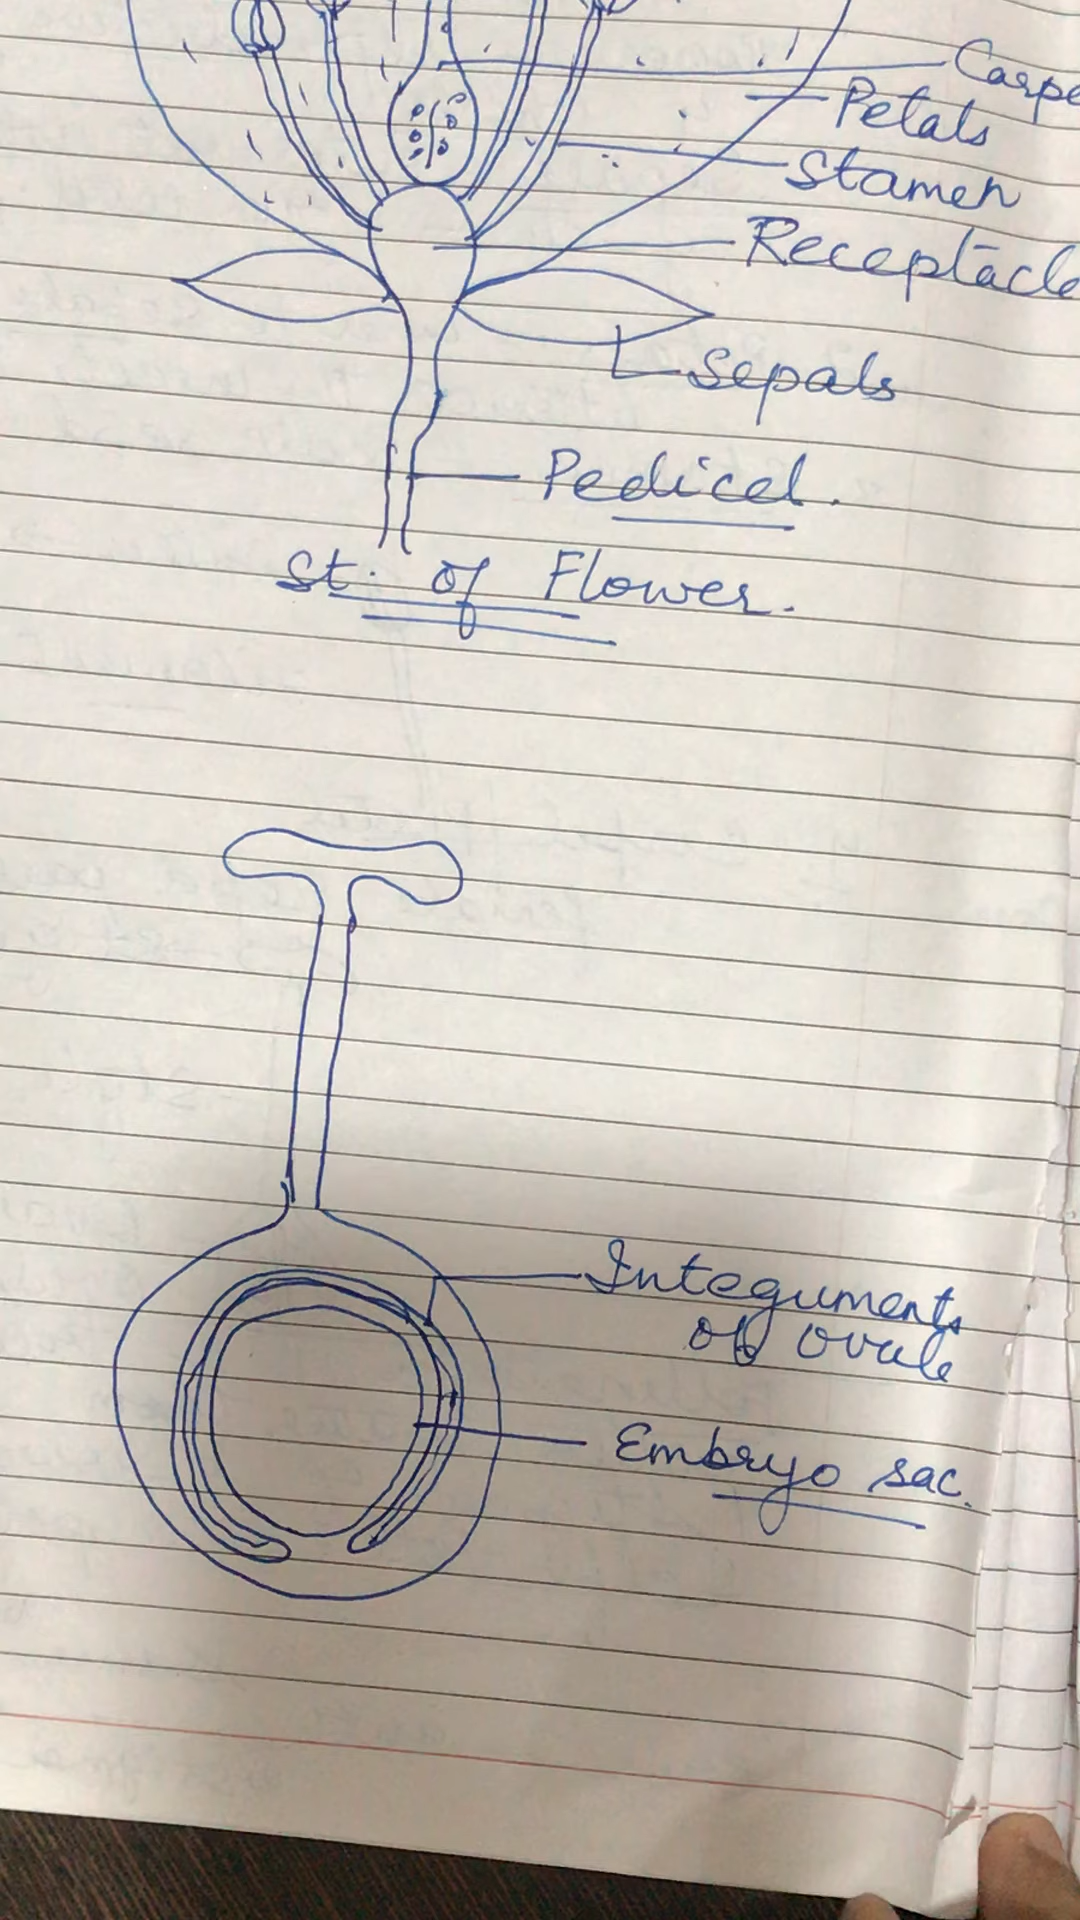 Carpe
Petals
Stamen
Receptacle
Sepals
Pedicel.
St. of Flower.
Integuments
of ovule
Embryo sac.